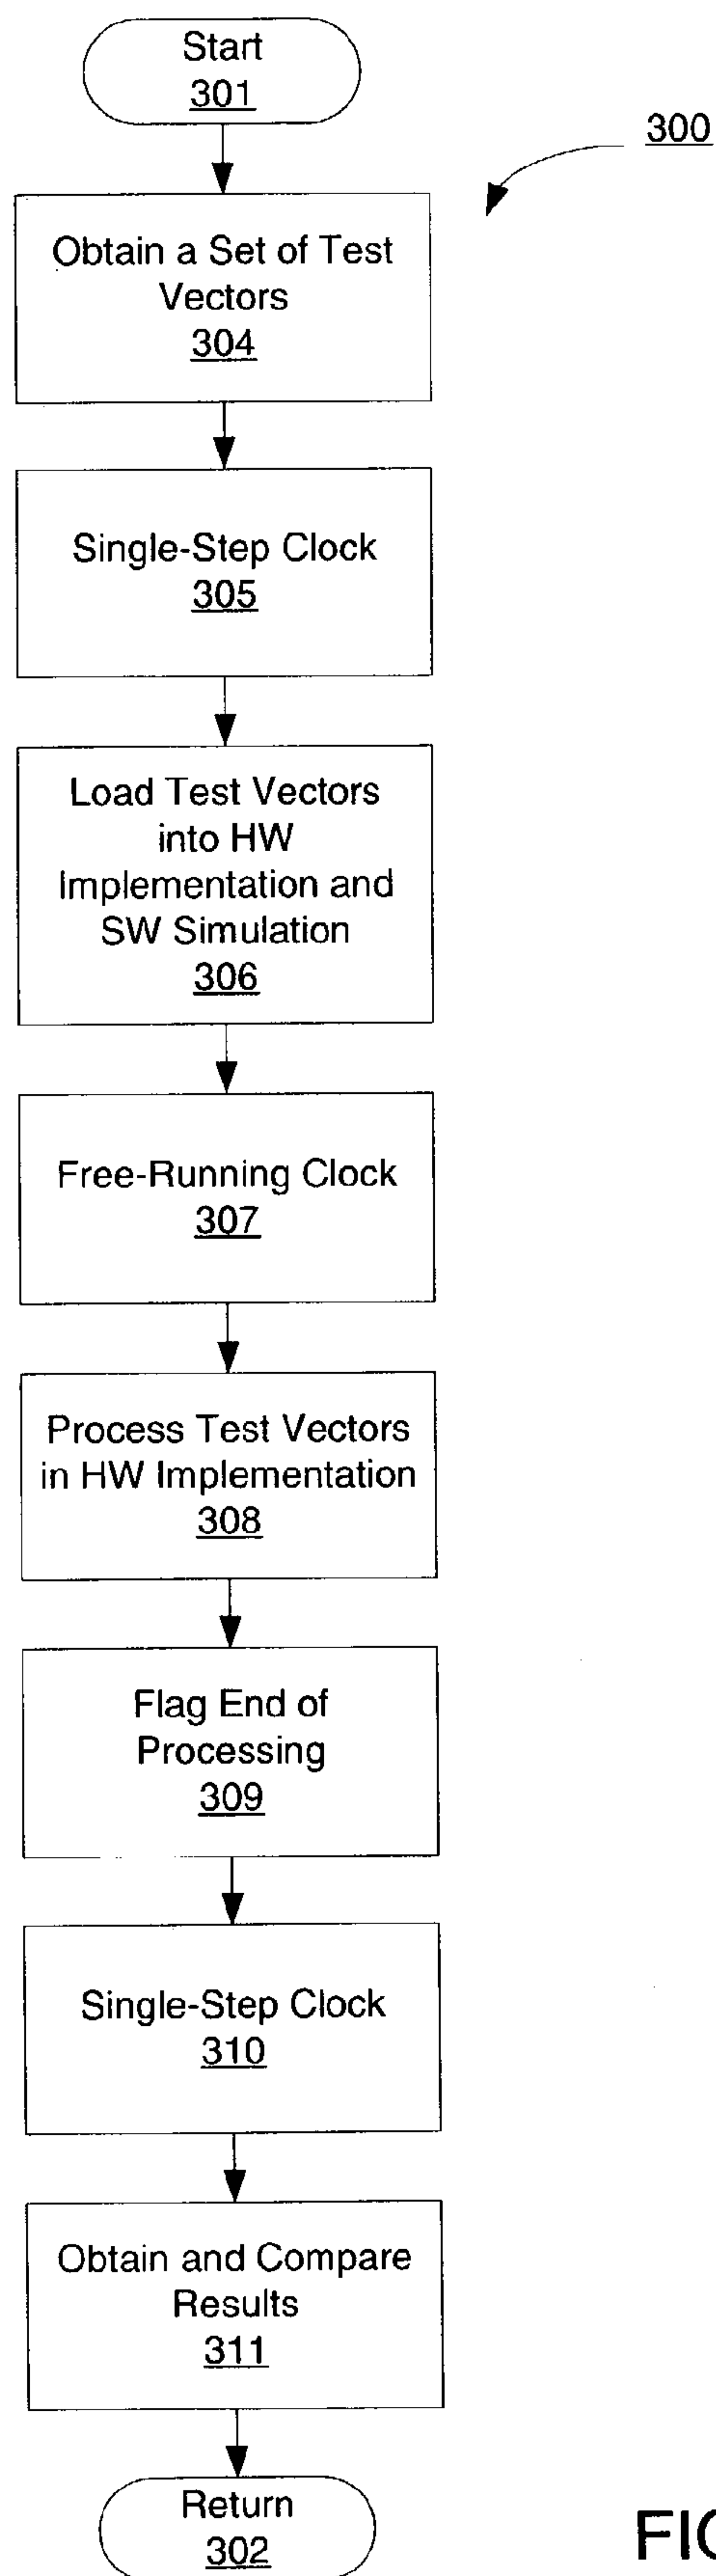 Start
301
300
Obtain a Set of Test
Vectors
304
Single-Step Clock
305
Load Test Vectors
into HW
Implementation and
SW Simulation
306
Free-Running Clock
307
Process Test Vectors
in HW Implementation
308
Flag End of
Processing
309
Single-Step Clock
310
Obtain and Compare
Results
311
Return
302